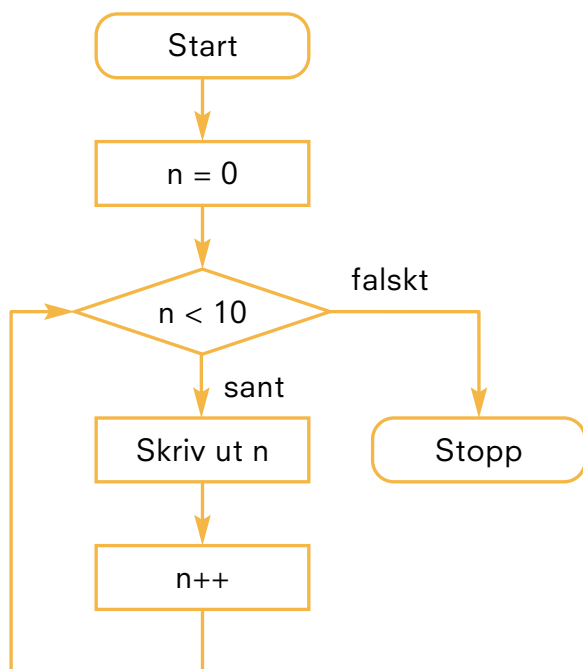 Start
n = 0
n < 10
falskt
sant
Skriv ut n
Stopp
n++